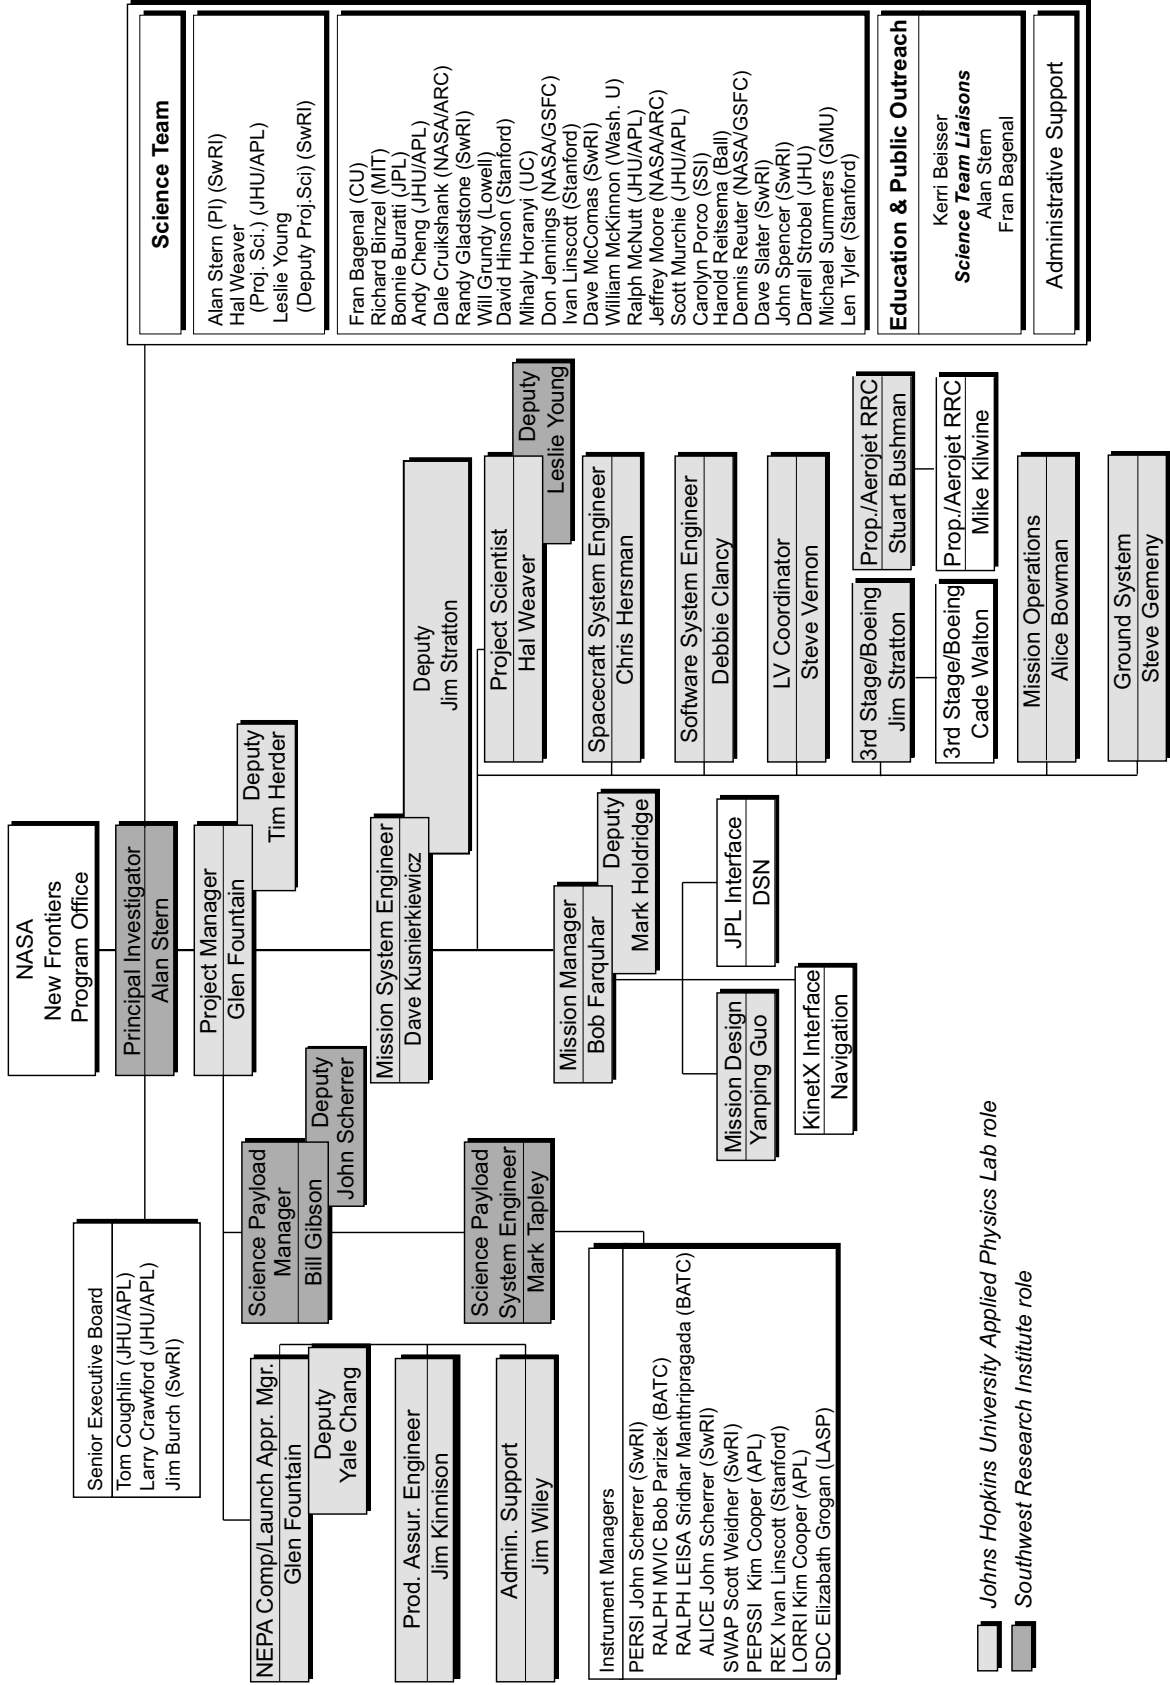 NASA
New Frontiers
Program Office
Principal Investigator
Alan Stern
Senior Executive Board
Tom Coughlin (JHU/APL)
Larry Crawford (JHU/APL)
Jim Burch (SwRI)
Project Manager
Glen Fountain
Deputy
Tim Herder
NEPA Comp/Launch Appr. Mgr.
Glen Fountain
Deputy
Yale Chang
Prod. Assur. Engineer
Jim Kinnison
Admin. Support
Jim Wiley
Science Payload
Manager
Bill Gibson
Deputy
John Scherrer
Science Payload
System Engineer
Mark Tapley
Instrument Managers
PERSI John Scherrer (SwRI)
RALPH MVIC Bob Parizek (BATC)
RALPH LEISA Sridhar Manthripragada (BATC)
ALICE John Scherrer (SwRI)
SWAP Scott Weidner (SwRI)
PEPSSI Kim Cooper (APL)
REX Ivan Linscott (Stanford)
LORRI Kim Cooper (APL)
SDC Elizabath Grogan (LASP)
Mission System Engineer
Dave Kusnierkiewicz
Deputy
Jim Stratton
Mission Manager
Bob Farquhar
Deputy
Mark Holdridge
Mission Design
Yanping Guo
JPL Interface
DSN
KinetX Interface
Navigation
Project Scientist
Hal Weaver
Deputy
Leslie Young
Spacecraft System Engineer
Chris Hersman
Software System Engineer
Debbie Clancy
LV Coordinator
Steve Vernon
3rd Stage/Boeing
Jim Stratton
Prop./Aerojet RRC
Stuart Bushman
3rd Stage/Boeing
Cade Walton
Prop./Aerojet RRC
Mike Kilwine
Mission Operations
Alice Bowman
Ground System
Steve Gemeny
Science Team
Alan Stern (PI) (SwRI)
Hal Weaver
(Proj. Sci.) (JHU/APL)
Leslie Young
(Deputy Proj.Sci) (SwRI)
Fran Bagenal (CU)
Richard Binzel (MIT)
Bonnie Buratti (JPL)
Andy Cheng (JHU/APL)
Dale Cruikshank (NASA/ARC)
Randy Gladstone (SwRI)
Will Grundy (Lowell)
David Hinson (Stanford)
Mihaly Horanyi (UC)
Don Jennings (NASA/GSFC)
Ivan Linscott (Stanford)
Dave McComas (SwRI)
William McKinnon (Wash. U)
Ralph McNutt (JHU/APL)
Jeffrey Moore (NASA/ARC)
Scott Murchie (JHU/APL)
Carolyn Porco (SSI)
Harold Reitsema (Ball)
Dennis Reuter (NASA/GSFC)
Dave Slater (SwRI)
John Spencer (SwRI)
Darrell Strobel (JHU)
Michael Summers (GMU)
Len Tyler (Stanford)
Education & Public Outreach
Kerri Beisser
Science Team Liaisons
Alan Stern
Fran Bagenal
Administrative Support
Johns Hopkins University Applied Physics Lab role
Southwest Research Institute role